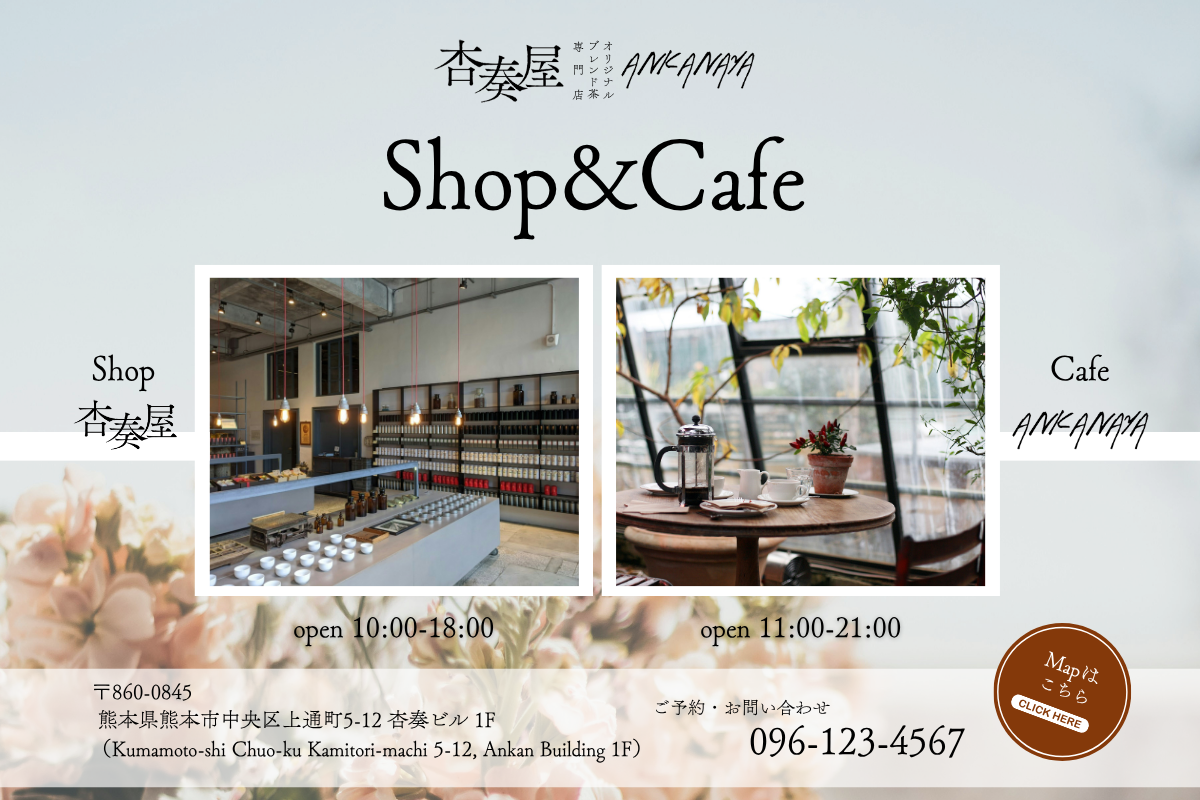 杏奏屋
オリジナル
ブレンド茶
専門店
ANKANAYA
Shop&Cafe
Shop
杏奏屋
Cafe
ANKANAYA
open 10:00-18:00
open 11:00-21:00
〒860-0845
熊本県熊本市中央区上通町5-12 杏奏ビル 1F
（Kumamoto-shi Chuo-ku Kamitori-machi 5-12, Ankan Building 1F）
ご予約・お問い合わせ
096-123-4567
Mapは
こちら
CLICK HERE